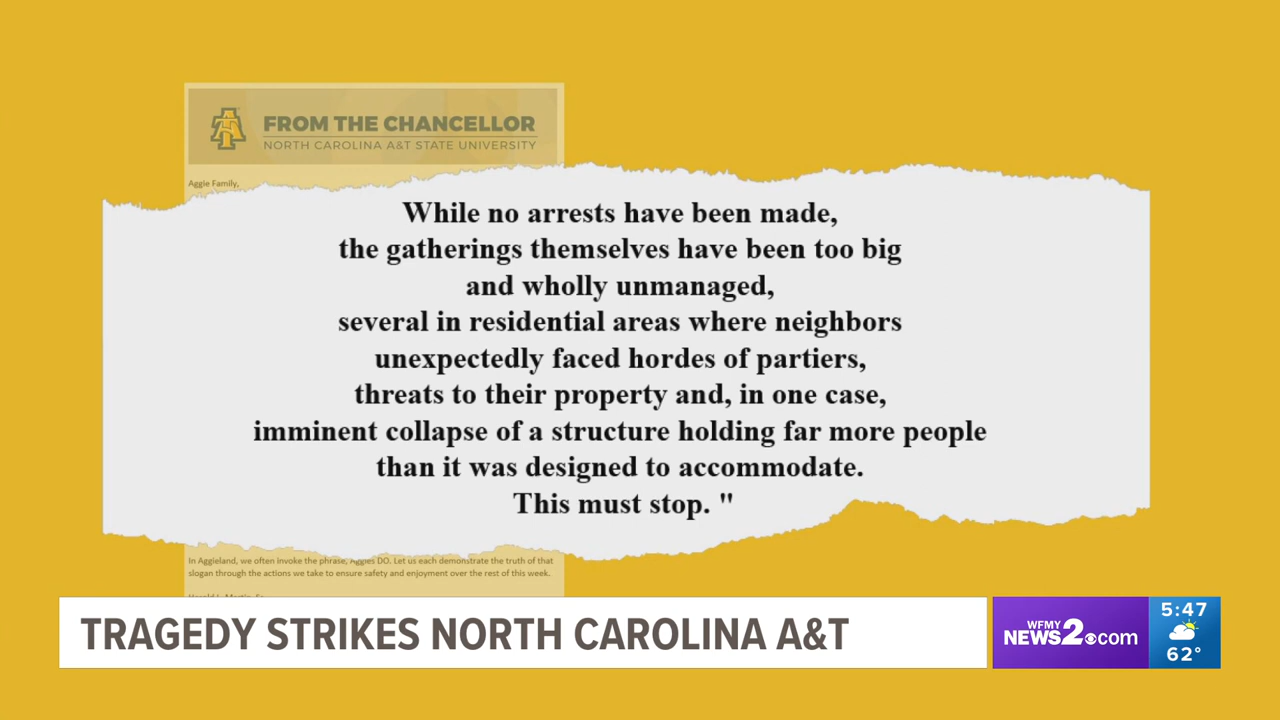 FROM THE CHANCELLOR
NORTH CAROLINA A&T STATE UNIVERSITY
Aggie Family,
While no arrests have been made,
the gatherings themselves have been too big
and wholly unmanaged,
several in residential areas where neighbors
unexpectedly faced hordes of partiers,
threats to their property and, in one case,
imminent collapse of a structure holding far more people
than it was designed to accommodate.
This must stop. "
In Aggieland, we often invoke the phrase, Aggies DO. Let us each demonstrate the truth of that
slogan through the actions we take to ensure safety and enjoyment over the rest of this week.
TRAGEDY STRIKES NORTH CAROLINA A&T
WFMY
NEWS2 com
5:47
62°